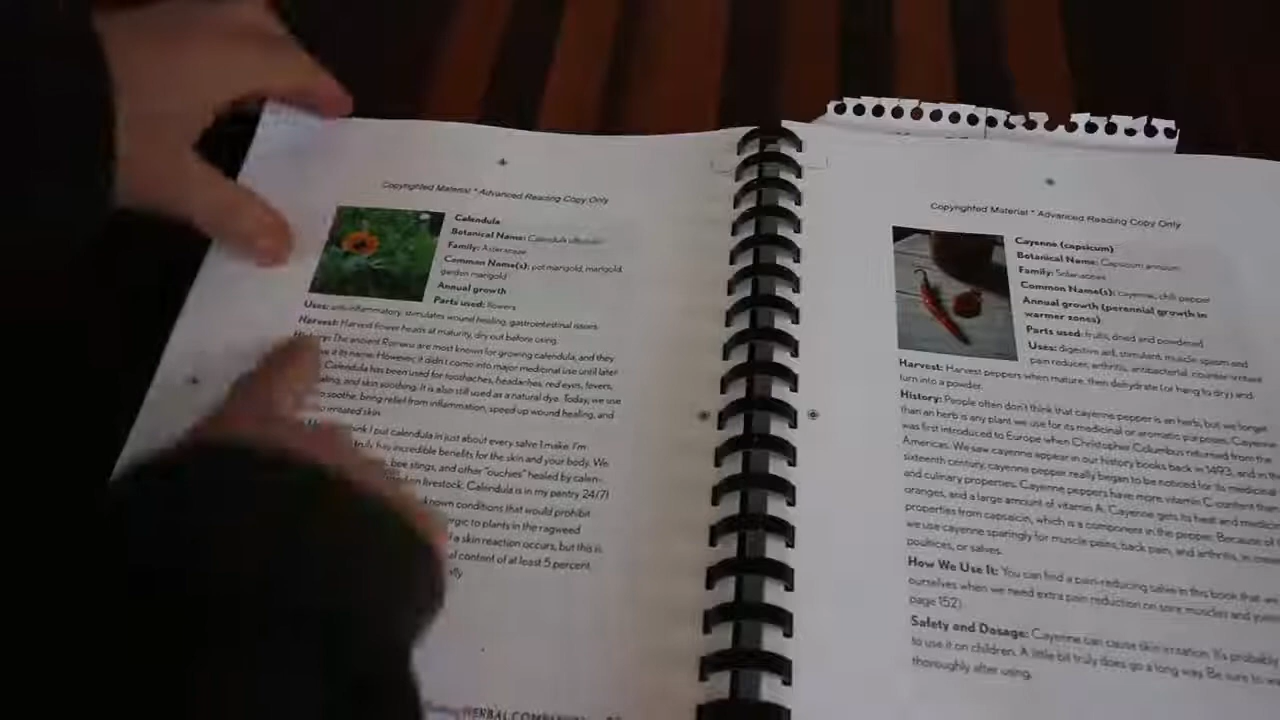 Copyrighted Material * Advanced Reading Copy Only
Calendula
Botanical Name: Calendula officinalis
Family: Asteraceae
Common Name(s): pot marigold, marigold,
garden marigold
Annual growth
Parts used: flowers
Uses: anti-inflammatory, stimulates wound healing, gastrointestinal issues
Harvest: Harvest flower heads at maturity, dry out before using.
The ancient Romans are most known for growing calendula, and they
it its name. However, it didn't come into major medicinal use until later
Calendula has been used for toothaches, headaches, red eyes, fevers,
and skin soothing. It is also still used as a natural dye. Today, we use
soothe, bring relief from inflammation, speed up wound healing, and
irritated skin.
I put calendula in just about every salve I make. I'm
truly has incredible benefits for the skin and your body. We
bee stings, and other "ouchies" healed by calen-
on livestock. Calendula is in my pantry 24/7!
known conditions that would prohibit
to plants in the ragweed
a skin reaction occurs, but this is
content of at least 5 percent
HERBAL COMPANION
Copyrighted Material * Advanced Reading Copy Only
Cayenne (capsicum)
Botanical Name: Capsicum annuum
Family: Solanaceae
Common Name(s): cayenne, chili pepper
Annual growth (perennial growth in
warmer zones)
Parts used: fruits, dried and powdered
Uses: digestive aid, stimulant, muscle spasm and
pain reducer, arthritis, antibacterial, counter-irritant
Harvest: Harvest peppers when mature, then dehydrate (or hang to dry) and
turn into a powder.
History: People often don't think that cayenne pepper is an herb, but we forget
than an herb is any plant we use for its medicinal or aromatic purposes. Cayenne
was first introduced to Europe when Christopher Columbus returned from the
Americas. We saw cayenne appear in our history books back in 1493, and in the
sixteenth century, cayenne pepper really began to be noticed for its medicinal
and culinary properties. Cayenne peppers have more vitamin C content than
oranges, and a large amount of vitamin A. Cayenne gets its heat and
properties from capsaicin, which is a component in the pepper. Because of
we use cayenne sparingly for muscle pains, back pain, and arthritis, in
poultices, or salves.
How We Use It: You can find a pain-reducing salve in this book that we
ourselves when we need extra pain reduction on sore muscles and
page 152).
Safety and Dosage: Cayenne can cause skin irritation. It's probably
to use it on children. A little bit truly does go a long way. Be sure to
thoroughly after using.